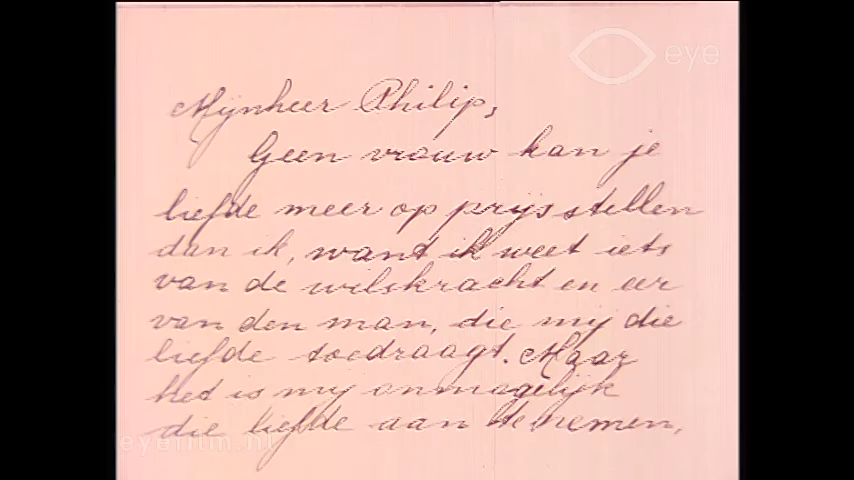 eye
Mijnheer Philip,
Geen vrouw kan je
liefde meer op prijs stellen
dan ik, want ik weet iets
van de wilskracht en eer
van den man, die mij die
liefde toedraagt. Maar
het is mij onmogelijk
die liefde aan te nemen,
eyefilm.nl